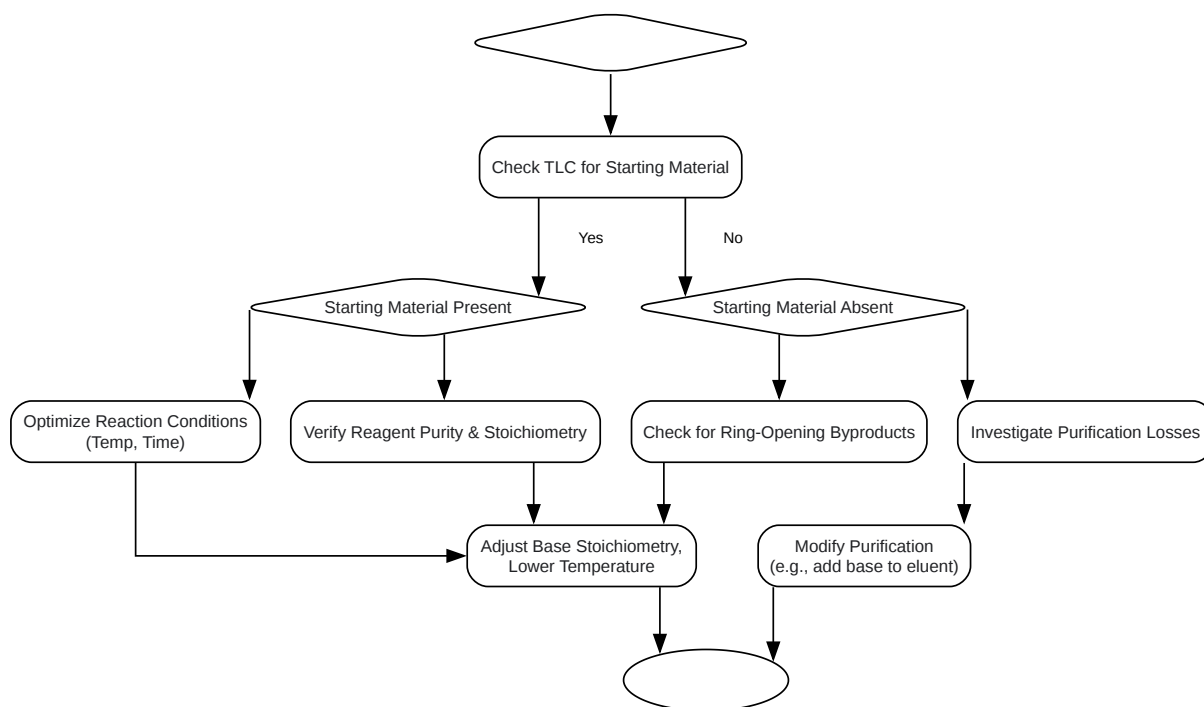 Check TLC for Starting Material
Yes
No
Starting Material Present
Starting Material Absent
Optimize Reaction Conditions
(Temp, Time)
Verify Reagent Purity & Stoichiometry
Check for Ring-Opening Byproducts
Investigate Purification Losses
Adjust Base Stoichiometry,
Lower Temperature
Modify Purification
(e.g., add base to eluent)